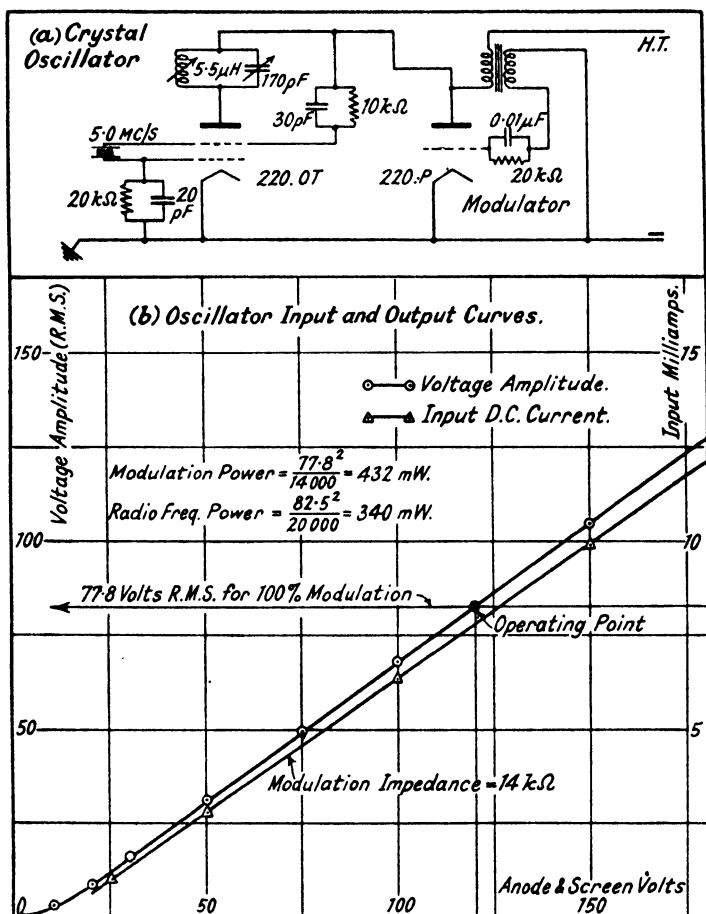 (a) Crystal
Oscillator
5.5μH
170pF
30pF
10kΩ
H.T.
0.01μF
5.0 MC/S
20kΩ
20
pF
220.OT
220.P
20kΩ
Modulator
Voltage Amplitude (R.M.S.)
(b) Oscillator Input and Output Curves.
Input Milliamps.
150
15
Voltage Amplitude.
Input D.C. Current.
Modulation Power = 77.8²/14000 = 432 mW.
Radio Freq. Power = 82.5²/20000 = 340 mW.
100
10
77.8 Volts R.M.S. for 100% Modulation
Operating Point
50
5
Modulation Impedance = 14kΩ
Anode & Screen Volts
0
50
100
150